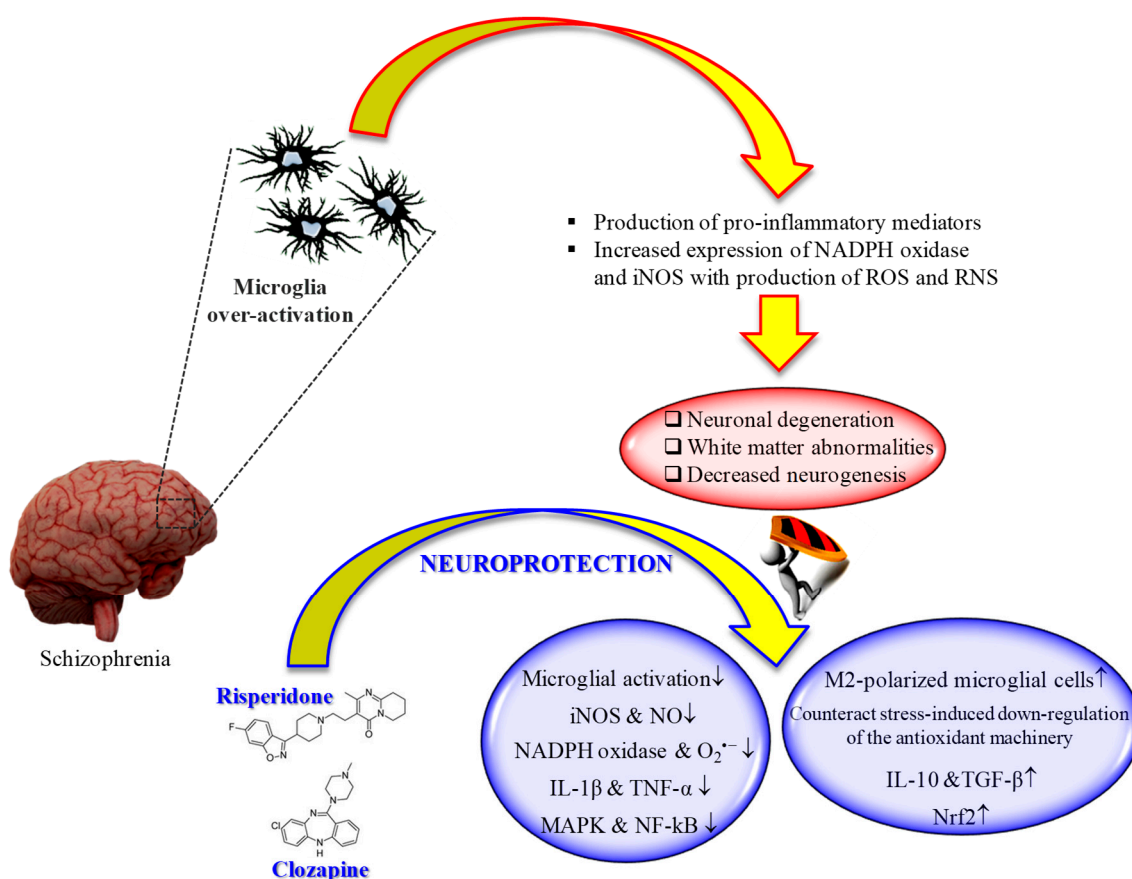 Microglia
over-activation
▪ Production of pro-inflammatory mediators
▪ Increased expression of NADPH oxidase
and iNOS with production of ROS and RNS
❑ Neuronal degeneration
❑ White matter abnormalities
❑ Decreased neurogenesis
Schizophrenia
NEUROPROTECTION
Risperidone
F
N
O
N
CH3
N
N
O
Clozapine
CH3
N
N
N
Cl
N
H
Microglial activation↓
iNOS & NO↓
NADPH oxidase & O₂•− ↓
IL-1β & TNF-α ↓
MAPK & NF-kB ↓
M2-polarized microglial cells↑
Counteract stress-induced down-regulation
of the antioxidant machinery
IL-10 &TGF-β↑
Nrf2↑